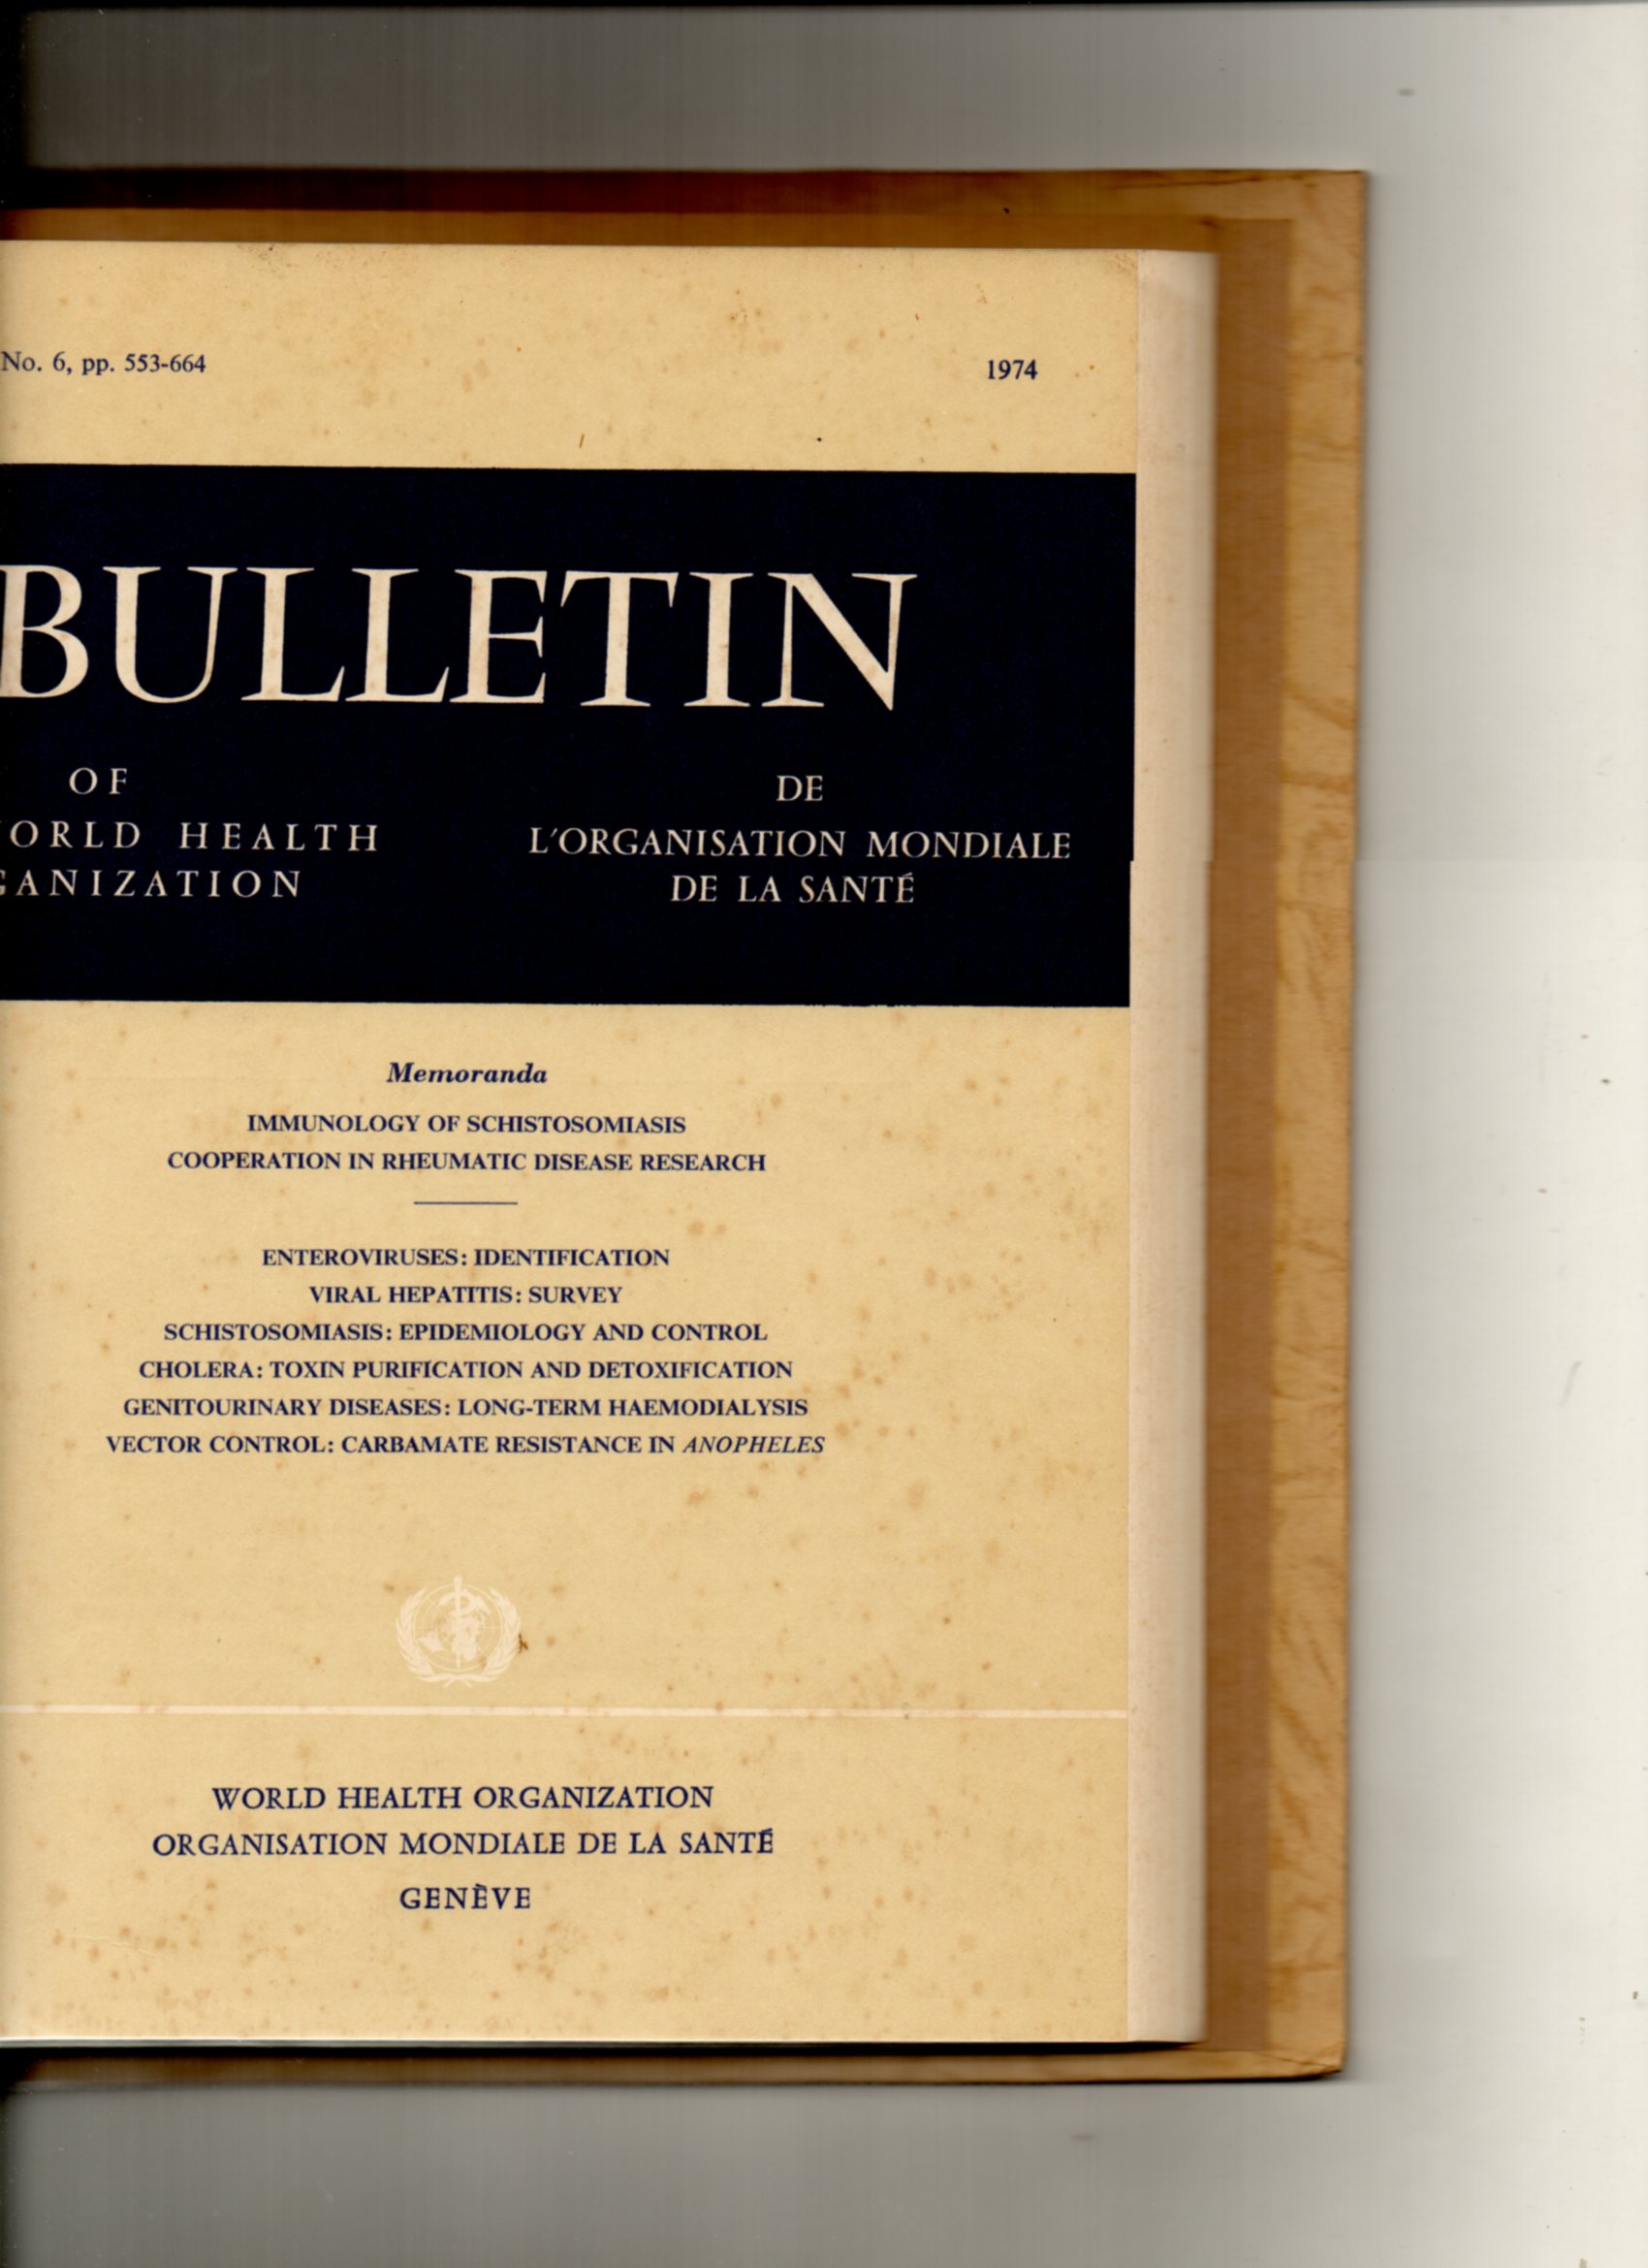 No. 6, pp. 553-664 1974
BULLETIN
OF
HEALTH
DE
L'ORGANISATION MONDIALE
DE LA SANTÉ
Memoranda
IMMUNOLOGY OF SCHISTOSOMIASIS
COOPERATION IN RHEUMATIC DISEASE RESEARCH
ENTEROVIRUSES: IDENTIFICATION
VIRAL HEPATITIS: SURVEY
SCHISTOSOMIASIS: EPIDEMIOLOGY AND CONTROL
CHOLERA: TOXIN PURIFICATION AND DETOXIFICATION
GENITOURINARY DISEASES: LONG-TERM HAEMODIALYSIS
VECTOR CONTROL: CARBAMATE RESISTANCE IN ANOPHELES
WORLD HEALTH ORGANIZATION
ORGANISATION MONDIALE DE LA SANTÉ
GENÈVE